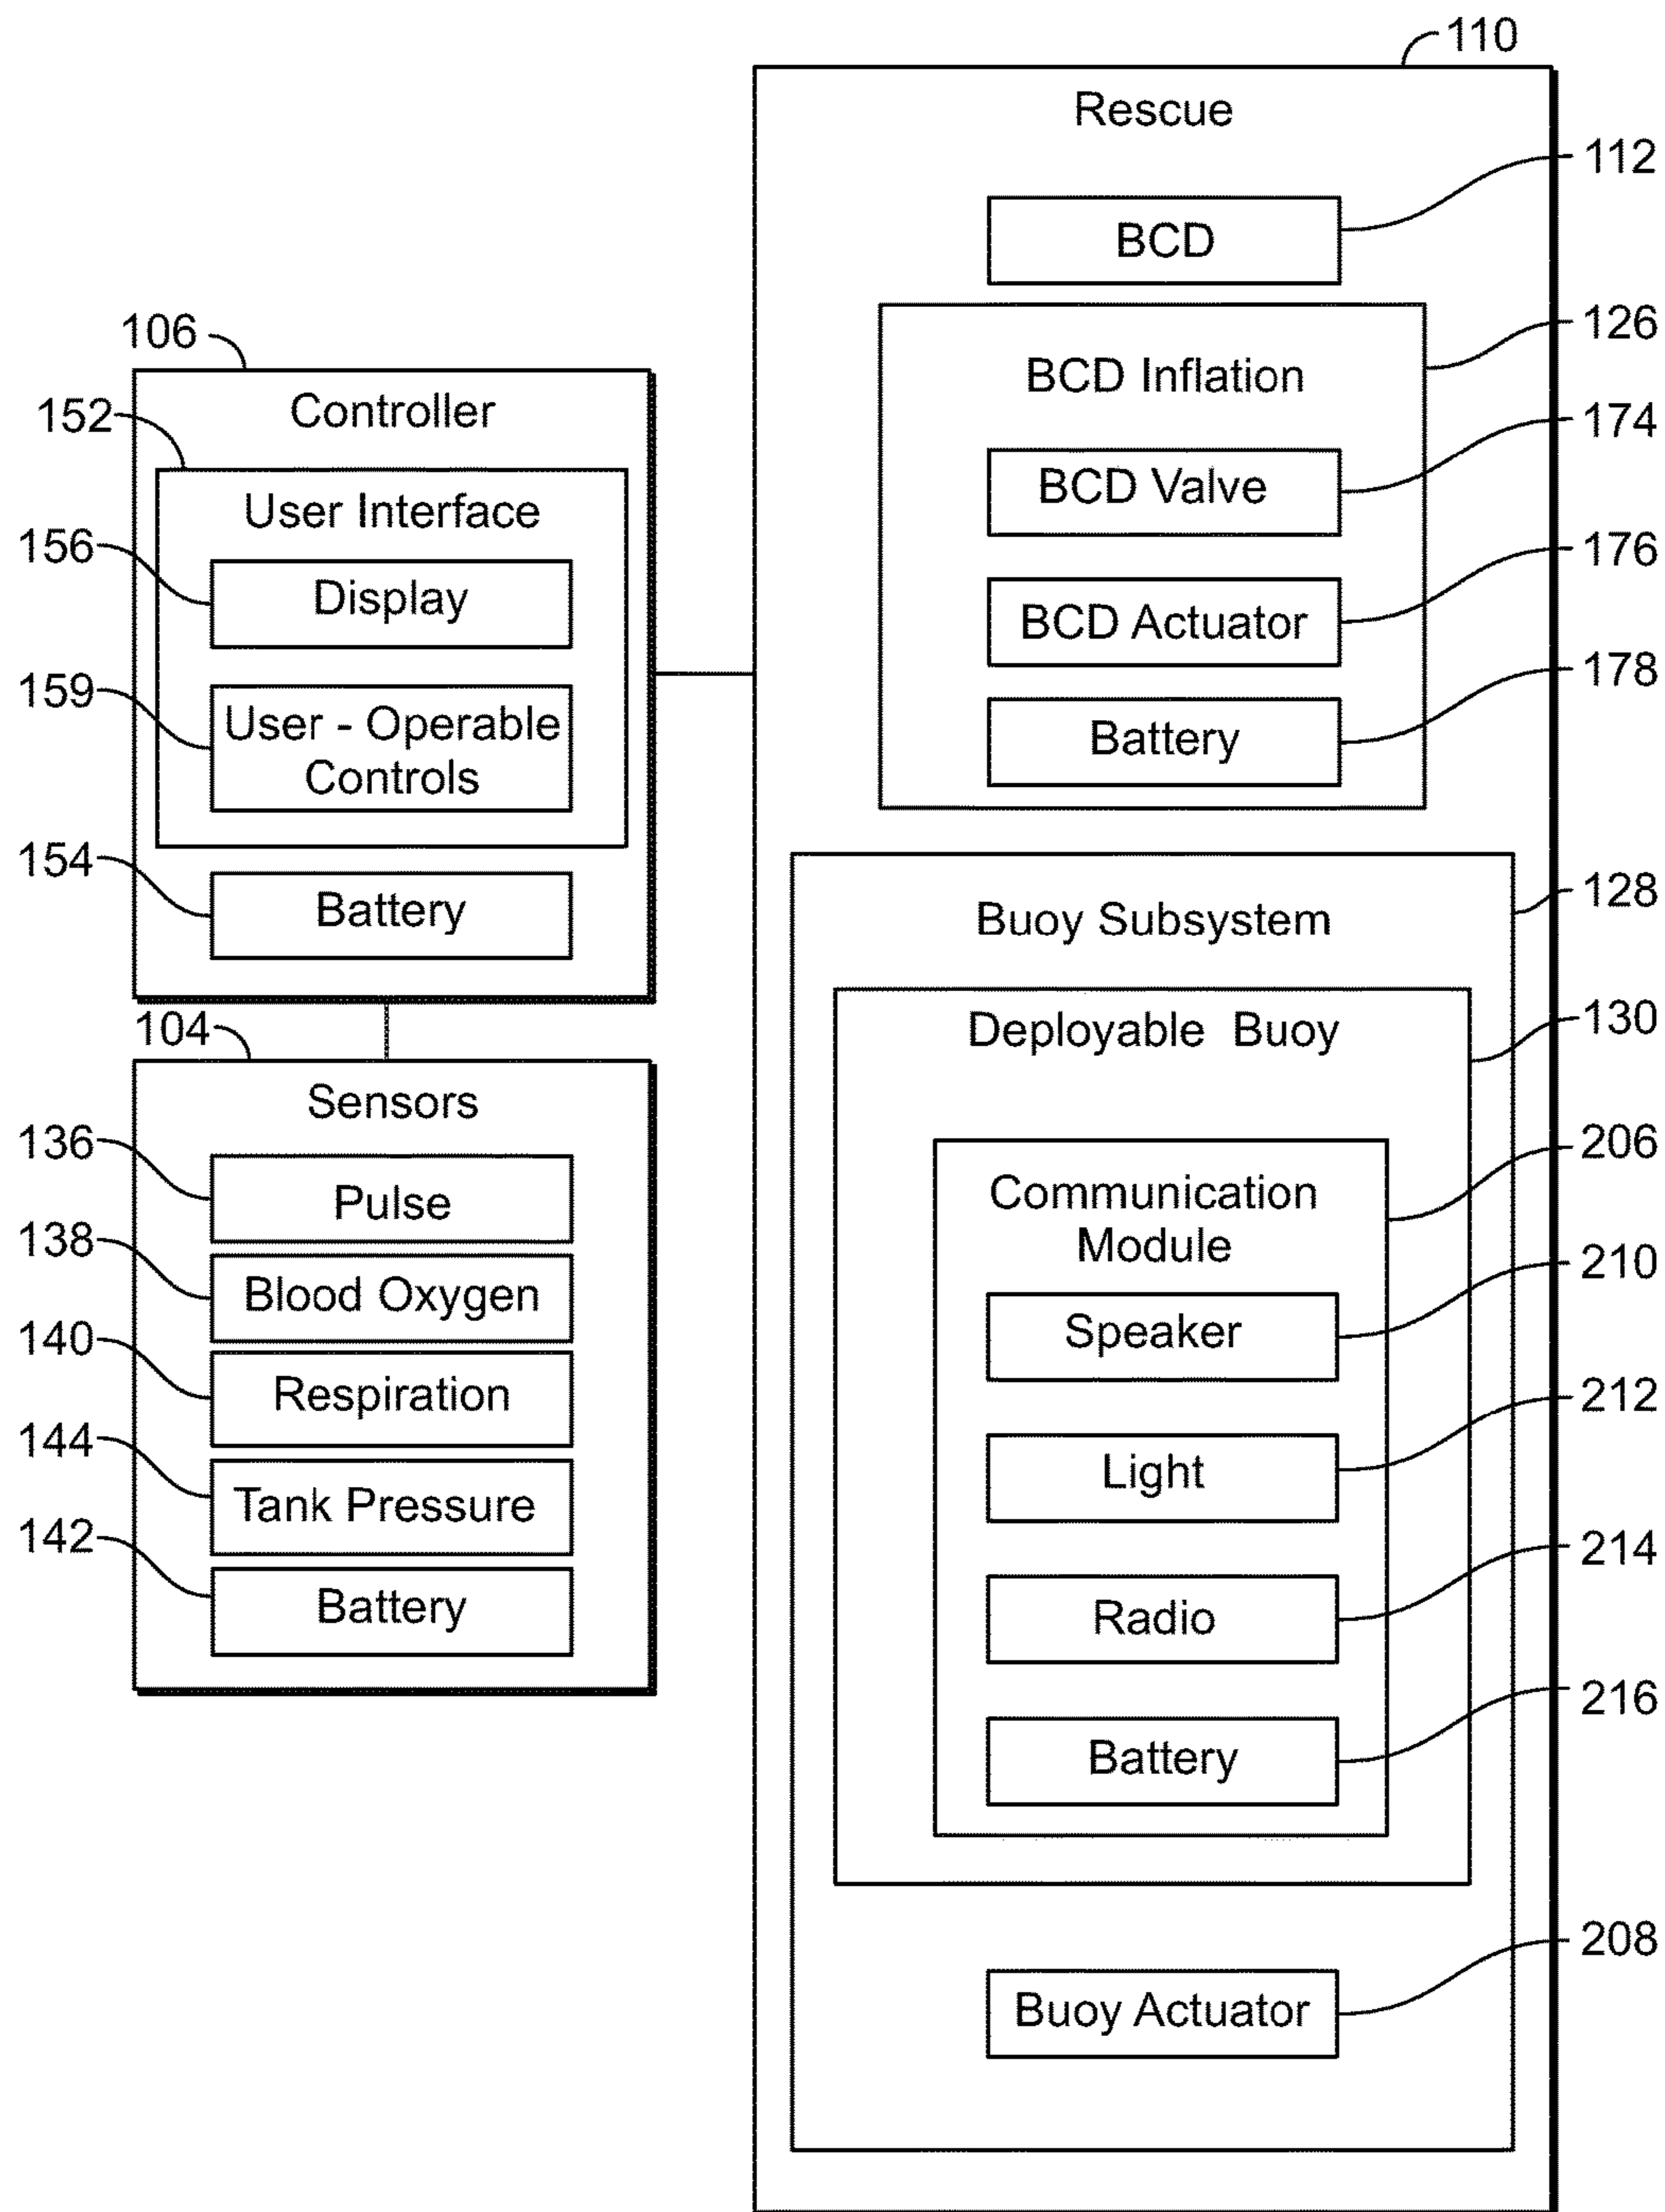 110
Rescue
112
BCD
126
BCD Inflation
174
BCD Valve
176
BCD Actuator
178
Battery
106
Controller
152
User Interface
156
Display
159
User - Operable
Controls
154
Battery
104
Sensors
136
Pulse
138
Blood Oxygen
140
Respiration
144
Tank Pressure
142
Battery
128
Buoy Subsystem
130
Deployable Buoy
206
Communication
Module
210
Speaker
212
Light
214
Radio
216
Battery
208
Buoy Actuator